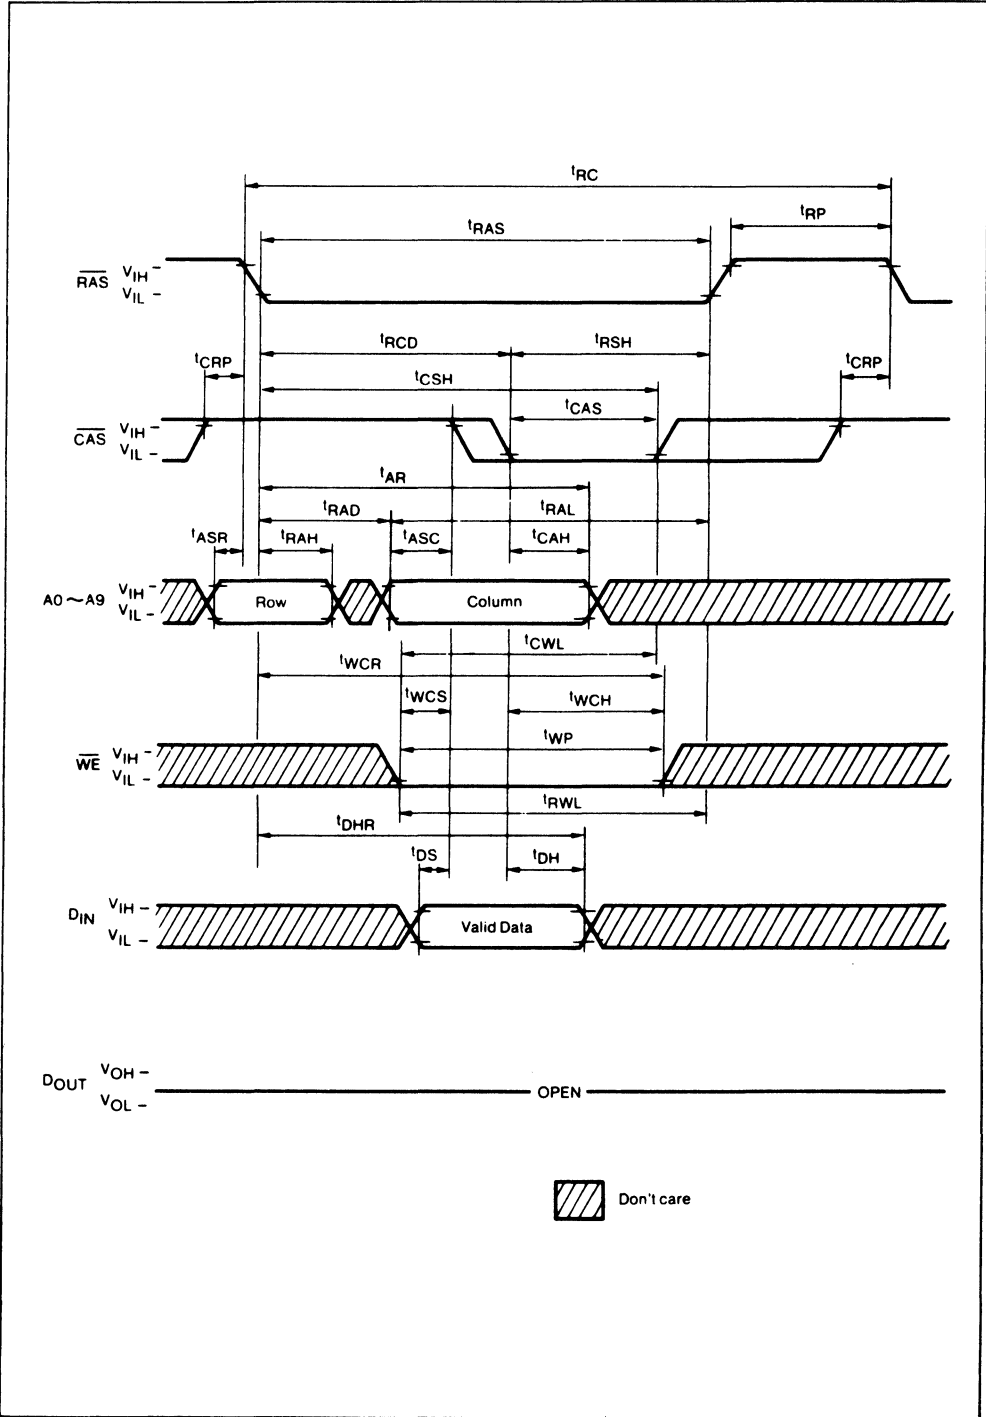 tRC
tRP
tRAS
RAS VIH
VIL
tRCD tRSH
tCRP tCRP
tCSH
tCAS
CAS VIH
VIL
tAR
tRAD tRAL
tASR tRAH tASC tCAH
A0~A9 VIH
VIL
Row Column
tCWL
tWCR
tWCS tWCH
tWP
WE VIH
VIL
tRWL
tDHR
tDS tDH
DIN VIH
VIL
Valid Data
DOUT VOH
VOL
OPEN
Don't care